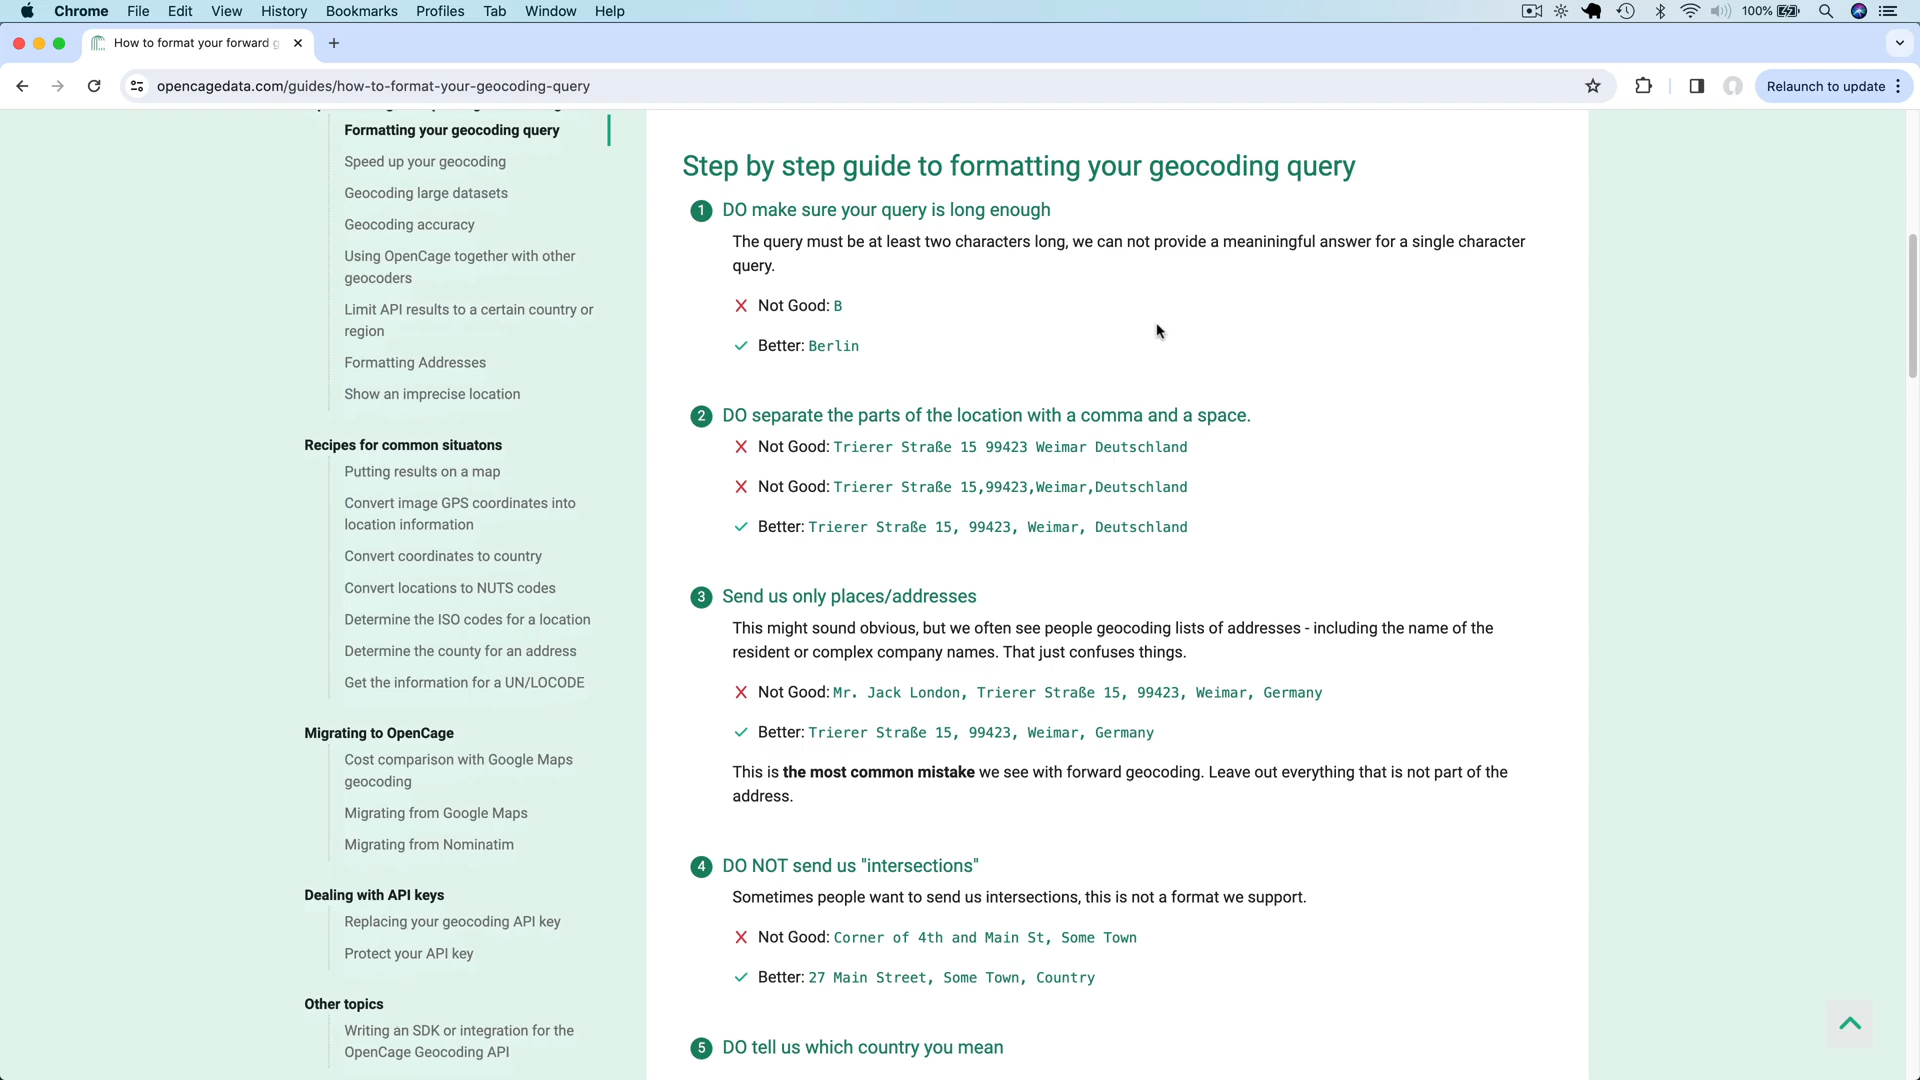 Chrome File Edit View History Bookmarks Profiles Tab Window Help 100%
How to format your forward g
opencagedata.com/guides/how-to-format-your-geocoding-query
Relaunch to update
Formatting your geocoding query
Speed up your geocoding
Geocoding large datasets
Geocoding accuracy
Using OpenCage together with other
geocoders
Limit API results to a certain country or
region
Formatting Addresses
Show an imprecise location
Recipes for common situatons
Putting results on a map
Convert image GPS coordinates into
location information
Convert coordinates to country
Convert locations to NUTS codes
Determine the ISO codes for a location
Determine the county for an address
Get the information for a UN/LOCODE
Migrating to OpenCage
Cost comparison with Google Maps
geocoding
Migrating from Google Maps
Migrating from Nominatim
Dealing with API keys
Replacing your geocoding API key
Protect your API key
Other topics
Writing an SDK or integration for the
OpenCage Geocoding API
Step by step guide to formatting your geocoding query
1 DO make sure your query is long enough
The query must be at least two characters long, we can not provide a meaniningful answer for a single character
query.
Not Good: B
Better: Berlin
2 DO separate the parts of the location with a comma and a space.
Not Good: Trierer Straße 15 99423 Weimar Deutschland
Not Good: Trierer Straße 15,99423,Weimar,Deutschland
Better: Trierer Straße 15, 99423, Weimar, Deutschland
3 Send us only places/addresses
This might sound obvious, but we often see people geocoding lists of addresses - including the name of the
resident or complex company names. That just confuses things.
Not Good: Mr. Jack London, Trierer Straße 15, 99423, Weimar, Germany
Better: Trierer Straße 15, 99423, Weimar, Germany
This is the most common mistake we see with forward geocoding. Leave out everything that is not part of the
address.
4 DO NOT send us "intersections"
Sometimes people want to send us intersections, this is not a format we support.
Not Good: Corner of 4th and Main St, Some Town
Better: 27 Main Street, Some Town, Country
5 DO tell us which country you mean